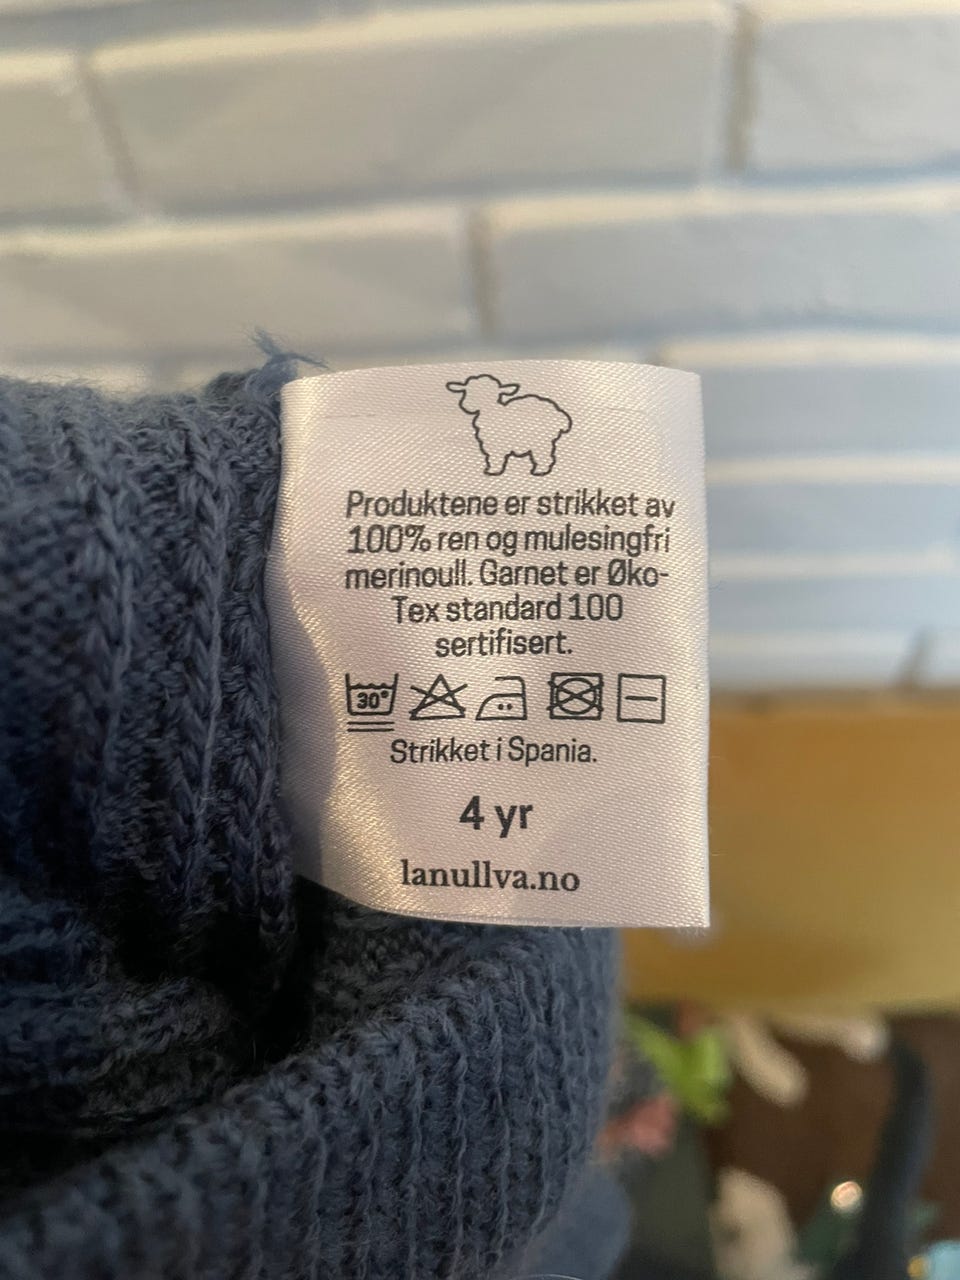 Produktene er strikket av
100% ren og mulesingfri
merinoull. Garnet er Øko-
Tex standard 100
sertifisert.
30°
Strikket i Spania.
4 yr
lanullva.no